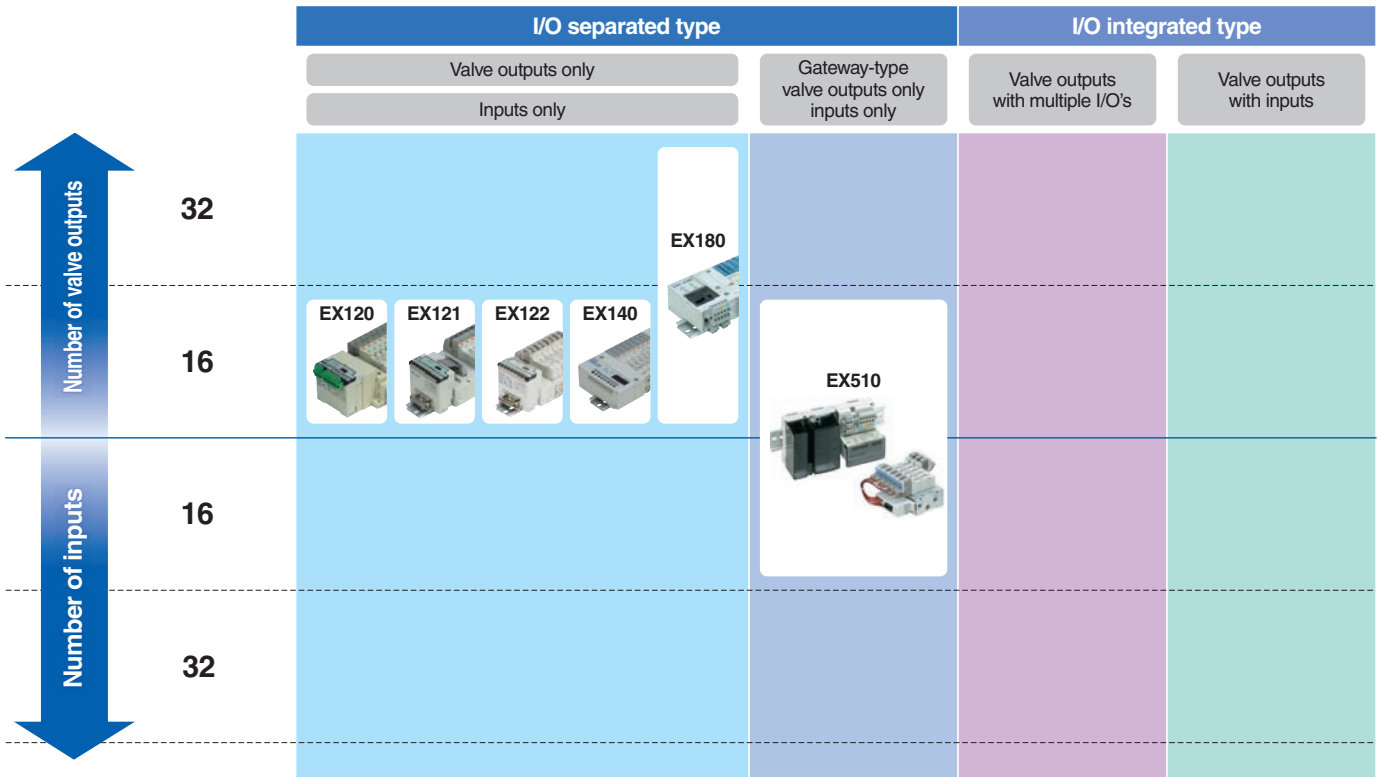 I/O separated type
I/O integrated type
Valve outputs only
Inputs only
Gateway-type
valve outputs only
inputs only
Valve outputs
with multiple I/O's
Valve outputs
with inputs
Number of valve outputs
32
EX180
EX120
EX121
EX122
EX140
16
EX510
Number of inputs
16
32